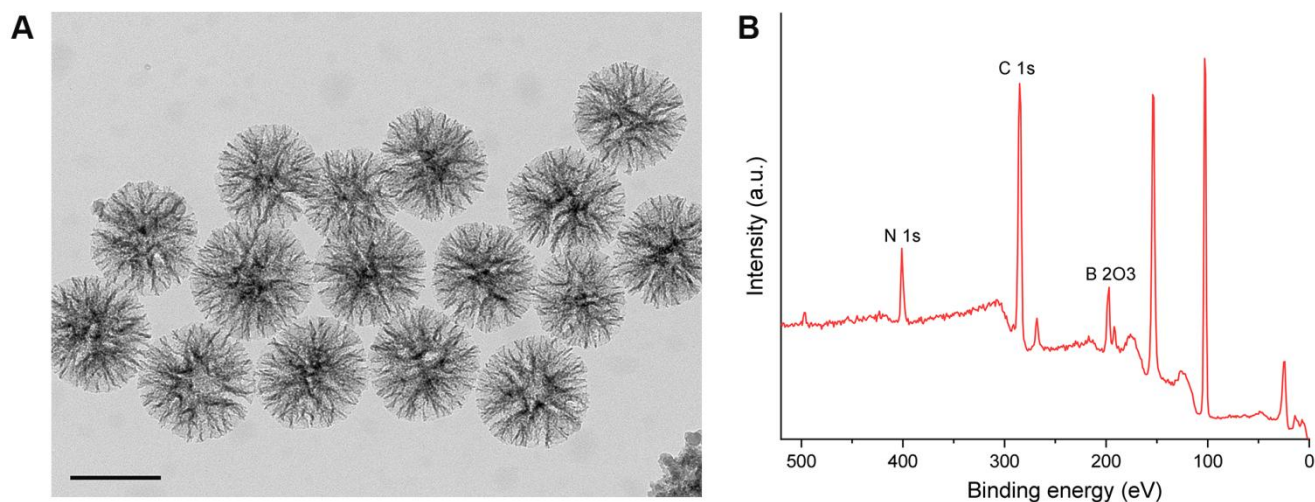 A
B
C 1s
N 1s
B 2O3
Intensity (a.u.)
500 400 300 200 100 0
Binding energy (eV)